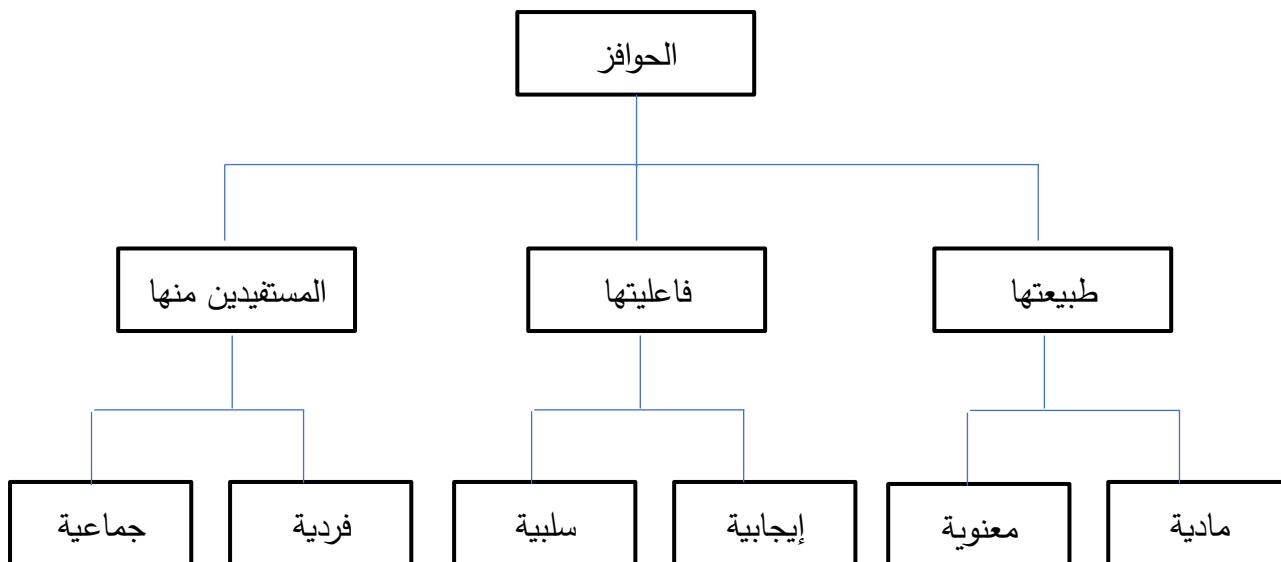 الحوافز
طبيعتها
فاعليتها
المستفيدين منها
مادية
معنوية
إيجابية
سلبية
فردية
جماعية